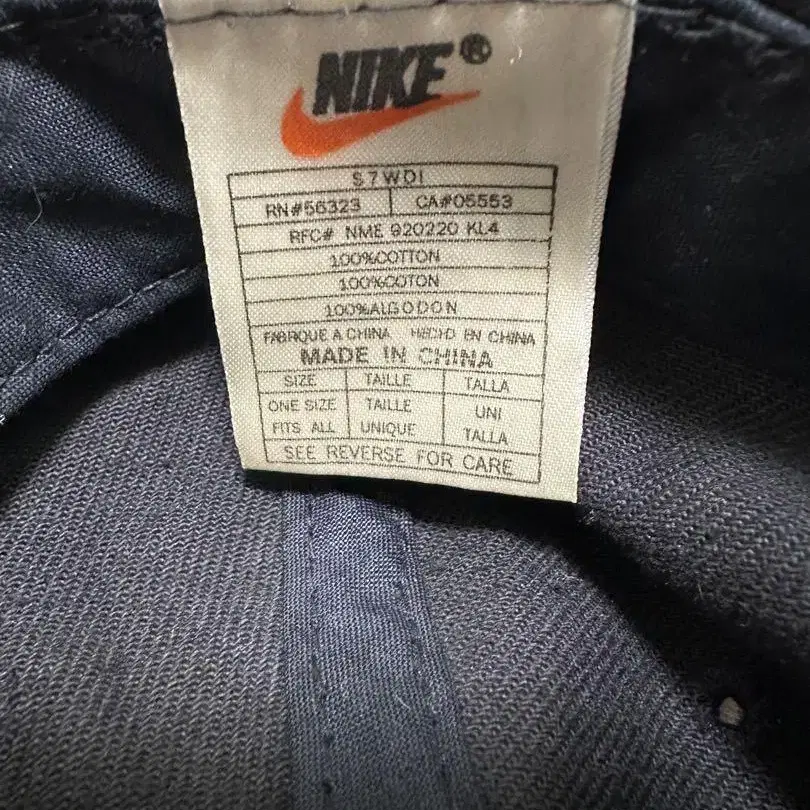 NIKE®
S7WDI
RN#56323 CA#05553
RFC# NME 920220 KL4
100%COTTON
100%COTON
100%ALGODON
FABRIQUE A CHINA HECHO EN CHINA
MADE IN CHINA
SIZE TAILLE TALLA
ONE SIZE TAILLE UNI
FITS ALL UNIQUE TALLA
SEE REVERSE FOR CARE